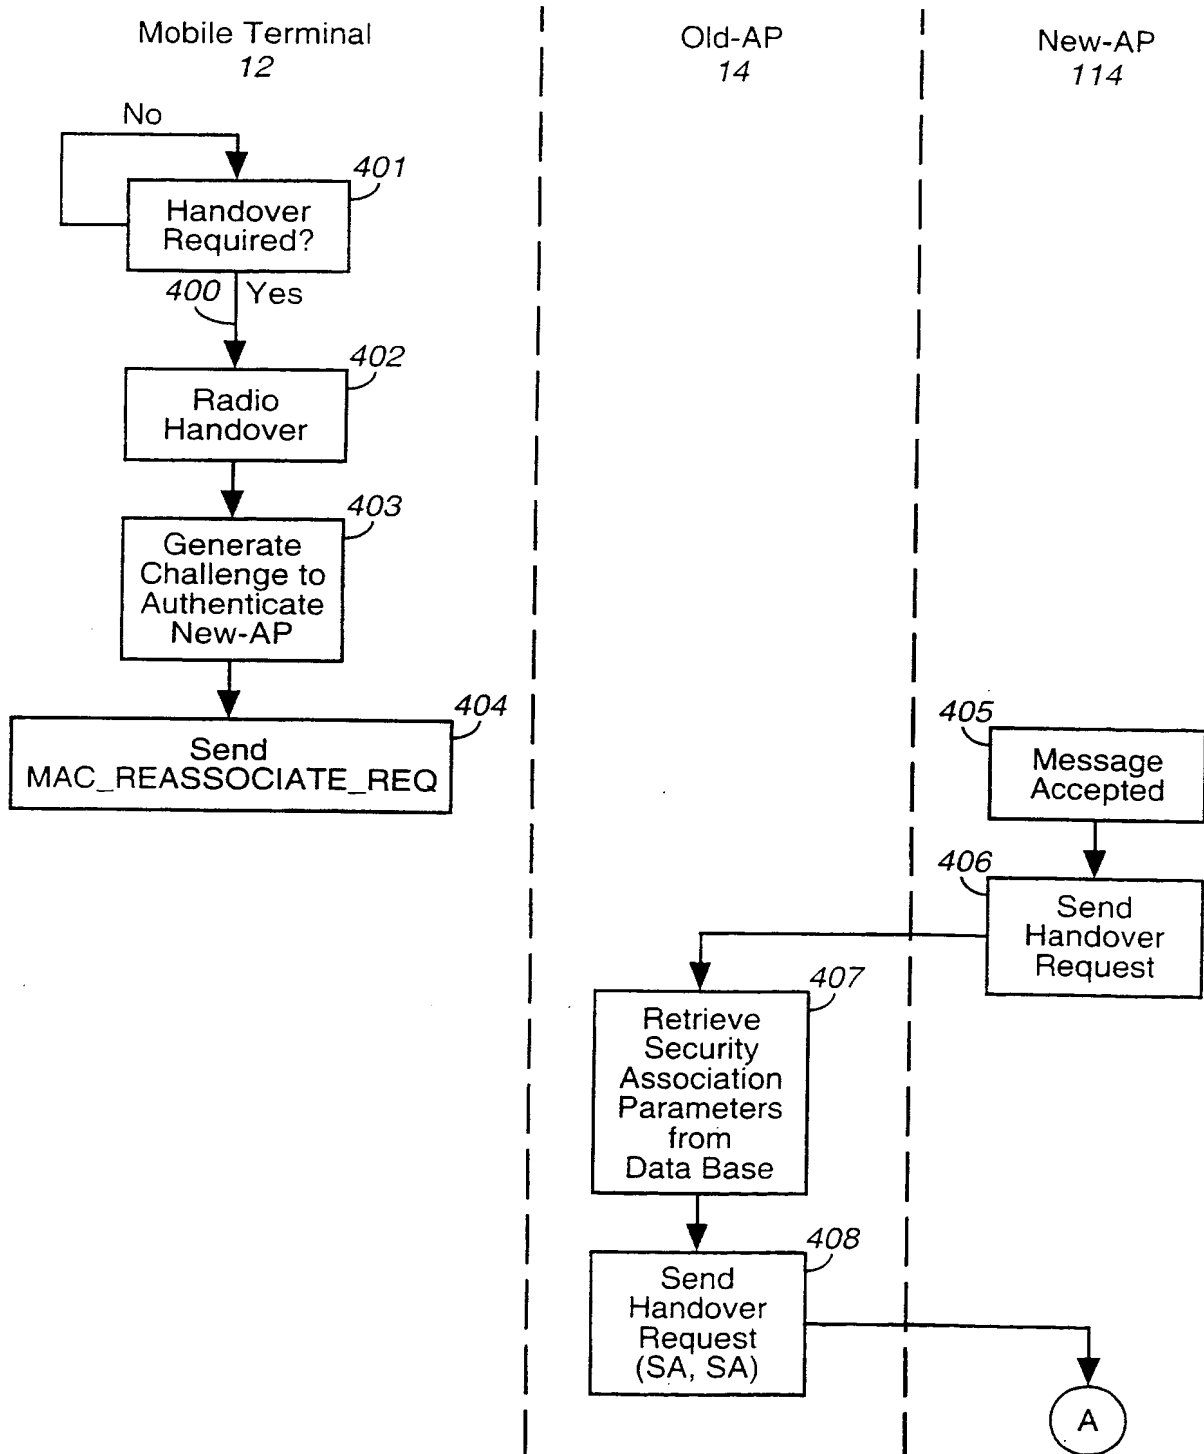 Mobile Terminal
12
Old-AP
14
New-AP
114
No
401
Handover
Required?
400
Yes
402
Radio
Handover
403
Generate
Challenge to
Authenticate
New-AP
404
Send
MAC_REASSOCIATE_REQ
405
Message
Accepted
406
Send
Handover
Request
407
Retrieve
Security
Association
Parameters
from
Data Base
408
Send
Handover
Request
(SA, SA)
A